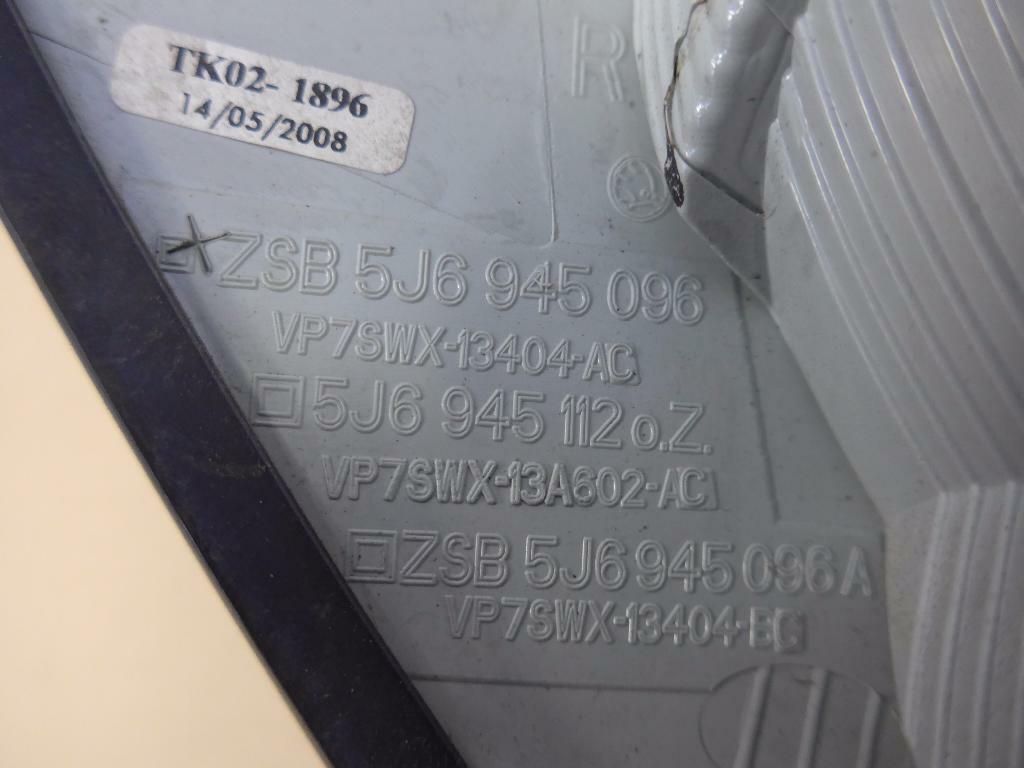 TK02-1896
14/05/2008
R
ZSB 5J6 945 096
VP7SWX-13404-AC
5J6 945 112 o.Z.
VP7SWX-13A602-AC
ZSB 5J6 945 096 A
VP7SWX-13404-BC